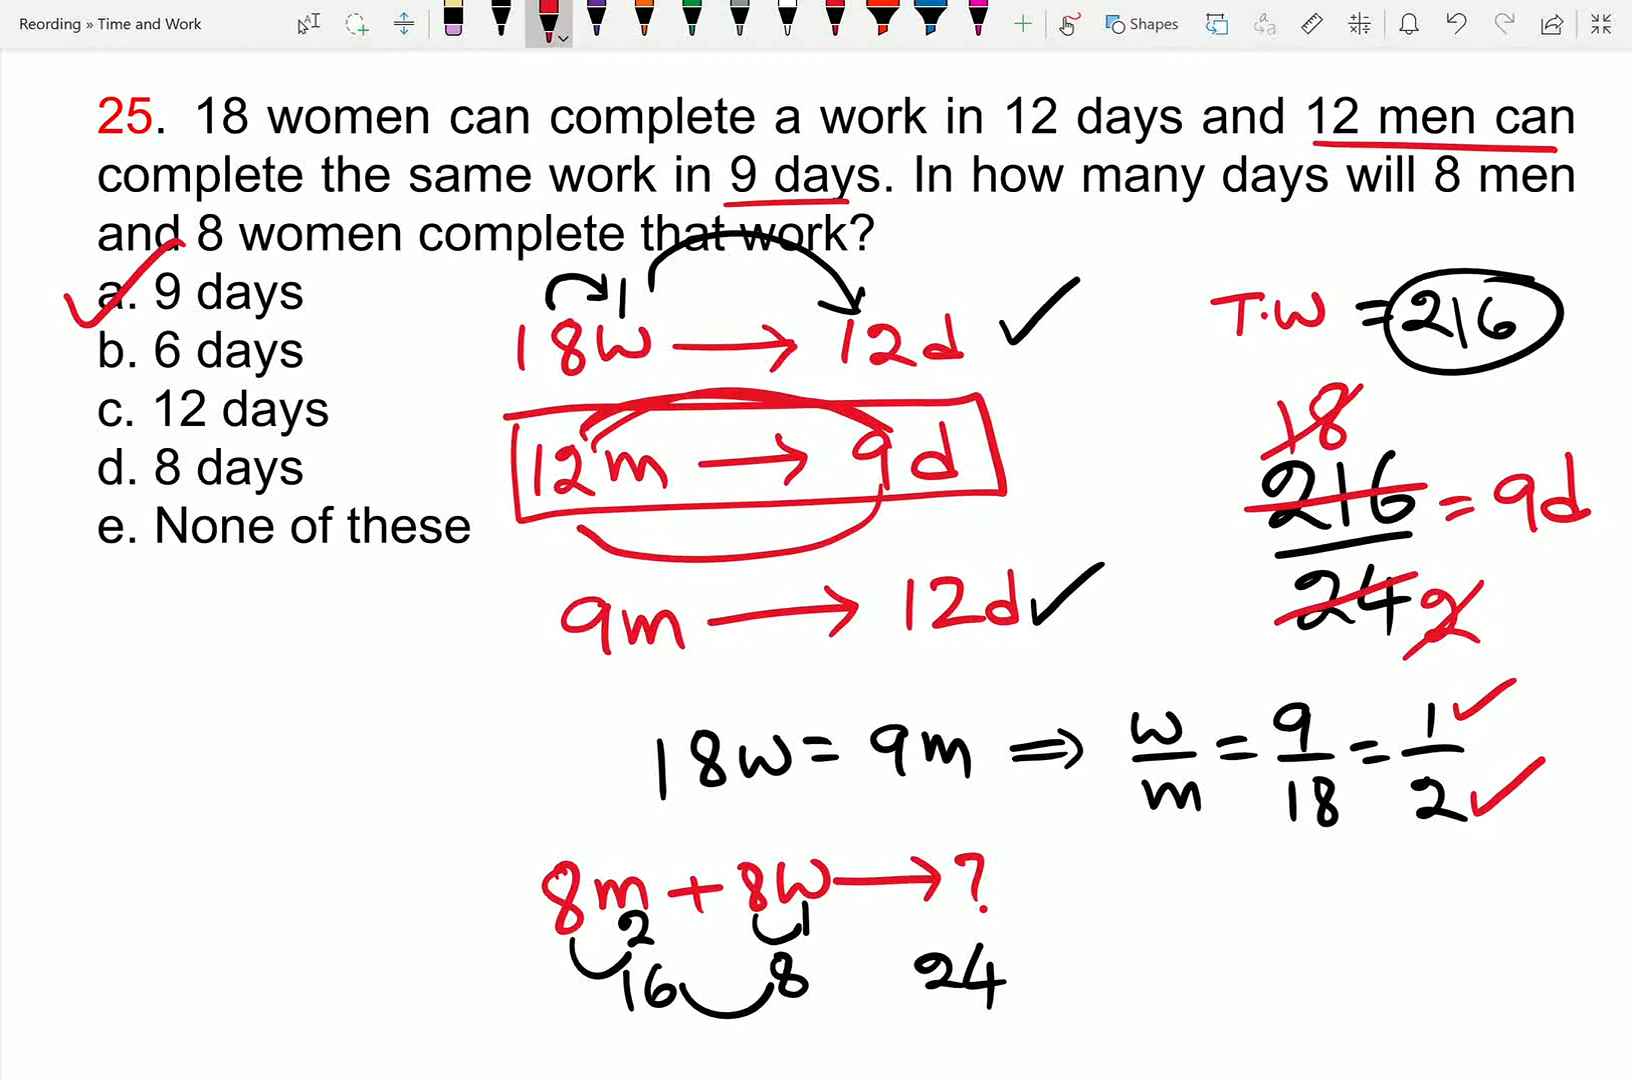 Reording » Time and Work
Shapes
25. 18 women can complete a work in 12 days and 12 men can
complete the same work in 9 days. In how many days will 8 men
and 8 women complete that work?
a. 9 days
b. 6 days
c. 12 days
d. 8 days
e. None of these
1
18W → 12d
12m → 9d
9m → 12d
T.W = 216
18
216 = 9d
24 2
18W = 9m ⇒ w/m = 9/18 = 1/2
8m + 8W → ?
2 1
16 8 24